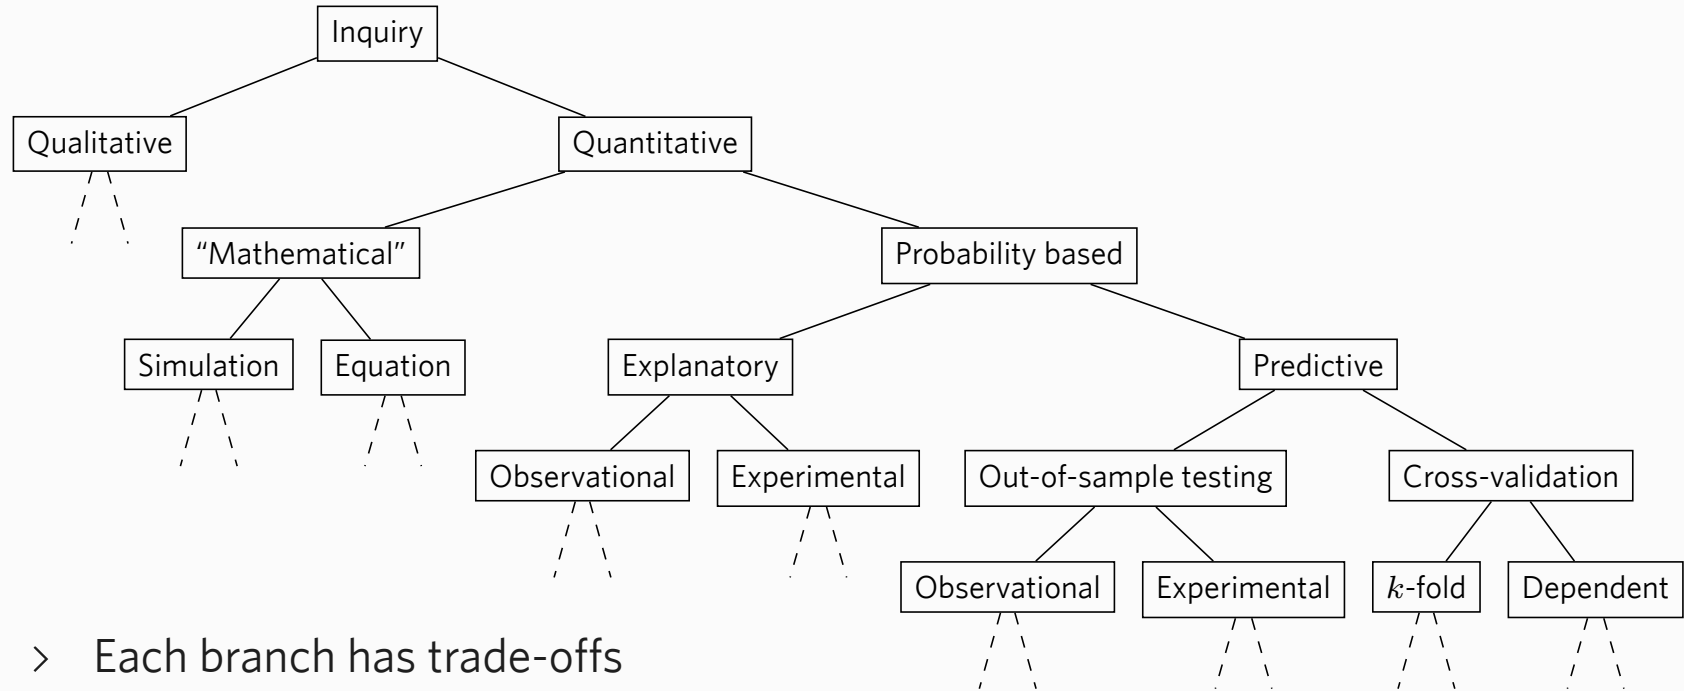 Inquiry
Qualitative
Quantitative
“Mathematical”
Probability based
Simulation
Equation
Explanatory
Predictive
Observational
Experimental
Out-of-sample testing
Cross-validation
Observational
Experimental
k-fold
Dependent
> Each branch has trade-offs